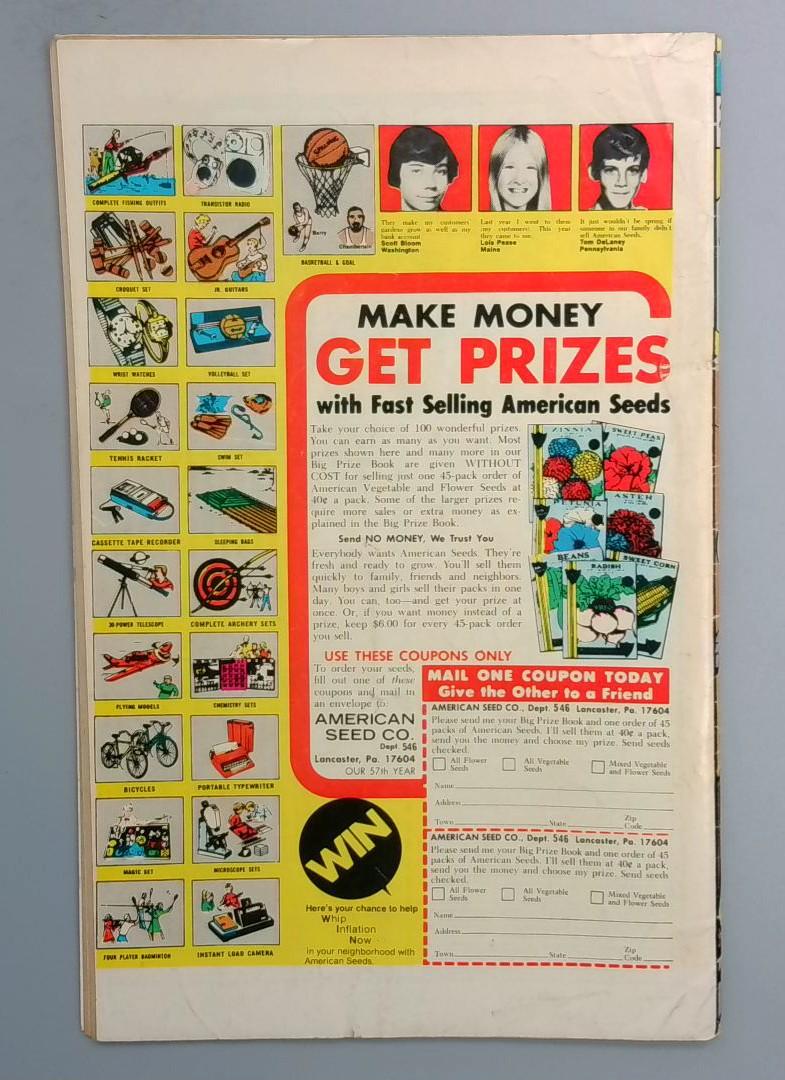 COMPLETE FISHING OUTFITS
TRANSISTOR RADIO
SPALDING
Barry
Chamberlain
BASKETBALL & GOAL
They make my customers
gardens grow as well as my
bank account
Scott Bloom
Washington
Last year I went to them
(my customers). This year
they came to me.
Lois Pease
Maine
It just wouldn't be spring if
someone in our family didn't
sell American Seeds.
Tom DeLaney
Pennsylvania
CROQUET SET
JR. GUITARS
WRIST WATCHES
VOLLEYBALL SET
TENNIS RACKET
SWIM SET
CASSETTE TAPE RECORDER
SLEEPING BAGS
30-POWER TELESCOPE
COMPLETE ARCHERY SETS
FLYING MODELS
CHEMISTRY SETS
BICYCLES
PORTABLE TYPEWRITER
MAGIC SET
MICROSCOPE SETS
FOUR PLAYER BADMINTON
INSTANT LOAD CAMERA
MAKE MONEY
GET PRIZES
with Fast Selling American Seeds
Take your choice of 100 wonderful prizes.
You can earn as many as you want. Most
prizes shown here and many more in our
Big Prize Book are given WITHOUT
COST for selling just one 45-pack order of
American Vegetable and Flower Seeds at
40¢ a pack. Some of the larger prizes re-
quire more sales or extra money as ex-
plained in the Big Prize Book.
Send NO MONEY, We Trust You
Everybody wants American Seeds. They're
fresh and ready to grow. You'll sell them
quickly to family, friends and neighbors.
Many boys and girls sell their packs in one
day. You can, too—and get your prize at
once. Or, if you want money instead of a
prize, keep $6.00 for every 45-pack order
you sell.
ZINNIA
SWEET PEAS
PETUNIA
ASTER
BEANS
RADISH
SWEET CORN
USE THESE COUPONS ONLY
To order your seeds,
fill out one of these
coupons and mail in
an envelope to:
AMERICAN
SEED CO.
Dept. 546
Lancaster, Pa. 17604
OUR 57th YEAR
MAIL ONE COUPON TODAY
Give the Other to a Friend
AMERICAN SEED CO., Dept. 546 Lancaster, Pa. 17604
Please send me your Big Prize Book and one order of 45
packs of American Seeds. I'll sell them at 40¢ a pack,
send you the money and choose my prize. Send seeds
checked.
All Flower Seeds
All Vegetable Seeds
Mixed Vegetable and Flower Seeds
Name
Address
Town State Zip Code
AMERICAN SEED CO., Dept. 546 Lancaster, Pa. 17604
Please send me your Big Prize Book and one order of 45
packs of American Seeds. I'll sell them at 40¢ a pack,
send you the money and choose my prize. Send seeds
checked.
All Flower Seeds
All Vegetable Seeds
Mixed Vegetable and Flower Seeds
Name
Address
Town State Zip Code
WIN
Here's your chance to help
Whip
Inflation
Now
in your neighborhood with
American Seeds.